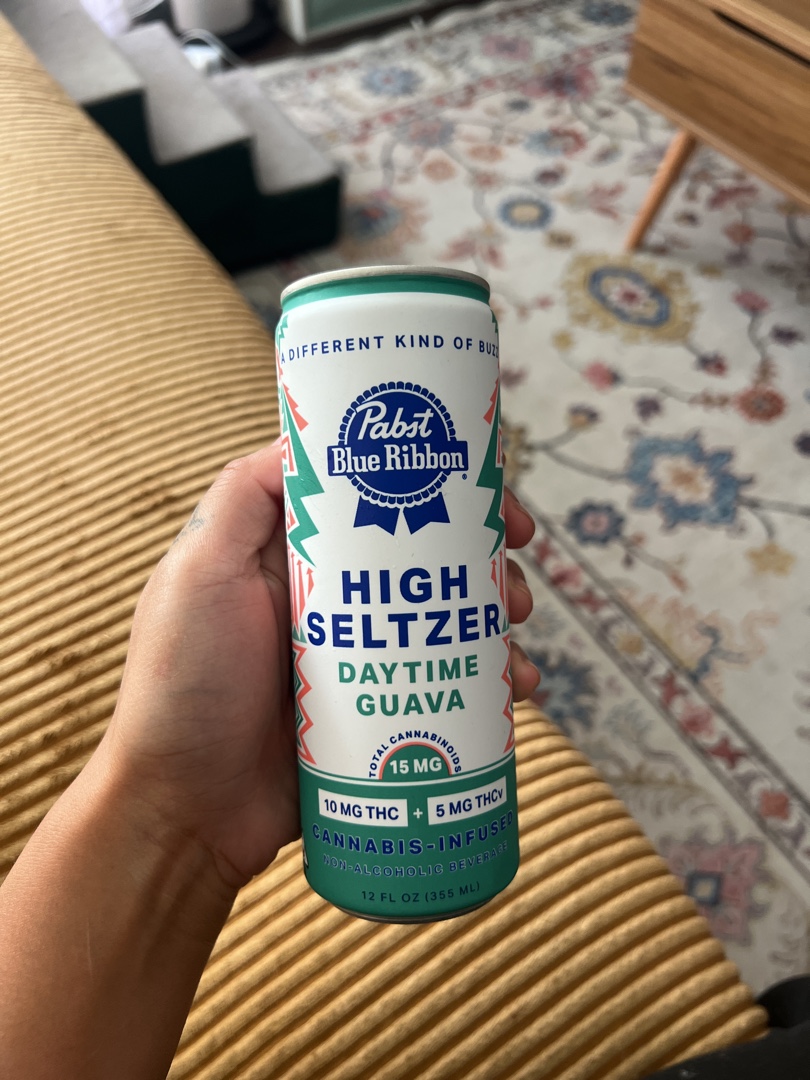 A DIFFERENT KIND OF BUZZ
Pabst
Blue Ribbon®
HIGH
SELTZER
DAYTIME
GUAVA
TOTAL CANNABINOIDS
15 MG
10 MG THC + 5 MG THCv
CANNABIS-INFUSED
NON-ALCOHOLIC BEVERAGE
12 FL OZ (355 ML)